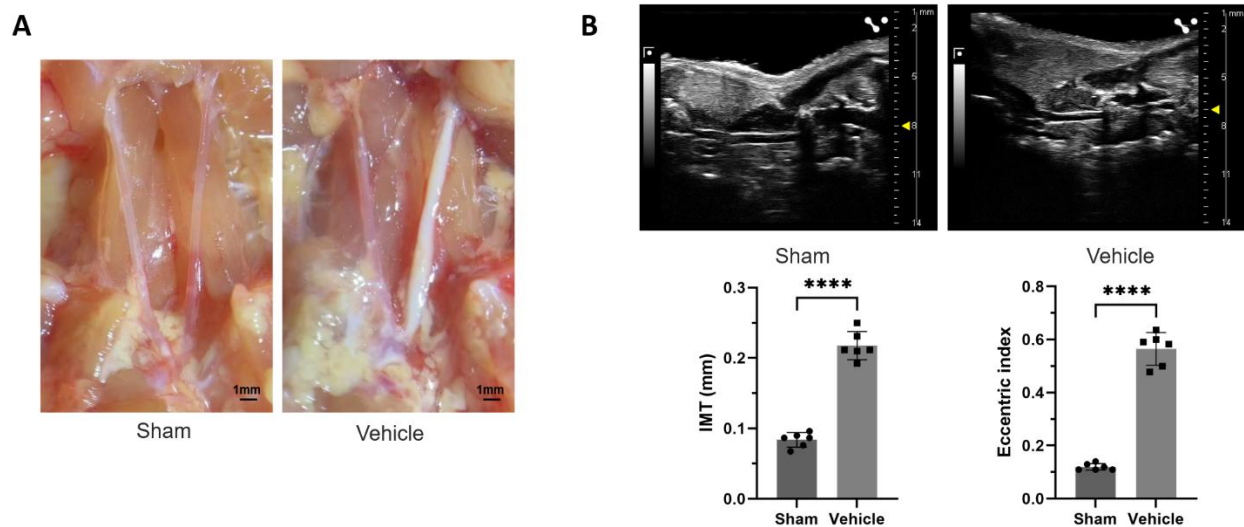 A
1mm
Sham
1mm
Vehicle
B
1 mm
2
5
8
11
14
1 mm
2
5
8
11
14
Sham
Vehicle
****
IMT (mm)
0.3
0.2
0.1
0.0
Sham Vehicle
****
Eccentric index
0.8
0.6
0.4
0.2
0.0
Sham Vehicle